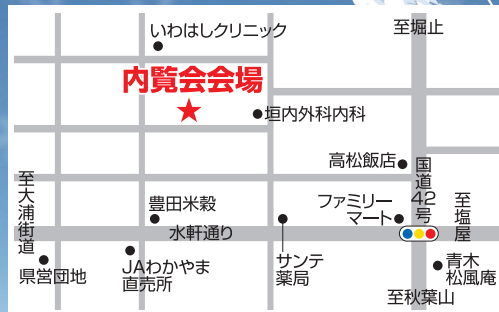 いわはしクリニック
至堀止
内覧会会場
垣内外科内科
高松飯店
国道42号
至大浦街道
豊田米穀
ファミリー
マート
至塩屋
水軒通り
県営団地
JAわかやま
直売所
サンテ
薬局
青木
松風庵
至秋葉山